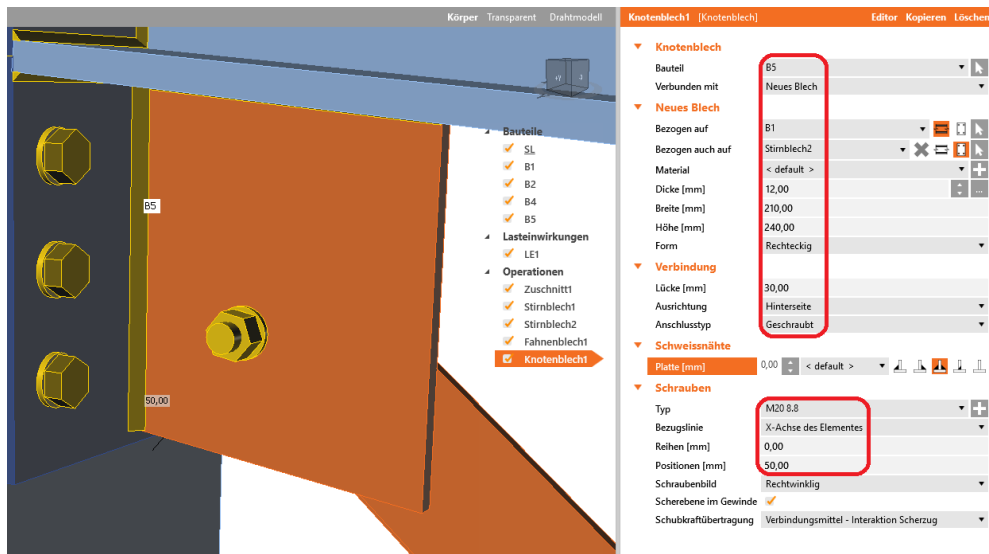 Körper Transparent Drahtmodell
B5
50,00
Bauteile
SL
B1
B2
B4
B5
Lasteinwirkungen
LE1
Operationen
Zuschnitt1
Stirnblech1
Stirnblech2
Fahnenblech1
Knotenblech1
Knotenblech1 [Knotenblech] Editor Kopieren Löschen
Knotenblech
Bauteil B5
Verbunden mit Neues Blech
Neues Blech
Bezogen auf B1
Bezogen auch auf Stirnblech2
Material < default >
Dicke [mm] 12,00 ...
Breite [mm] 210,00
Höhe [mm] 240,00
Form Rechteckig
Verbindung
Lücke [mm] 30,00
Ausrichtung Hinterseite
Anschlusstyp Geschraubt
Schweissnähte
Platte [mm] 0,00 < default >
Schrauben
Typ M20 8.8
Bezugslinie X-Achse des Elementes
Reihen [mm] 0,00
Positionen [mm] 50,00
Schraubenbild Rechtwinklig
Scherebene im Gewinde
Schubkraftübertragung Verbindungsmittel - Interaktion Scherzug